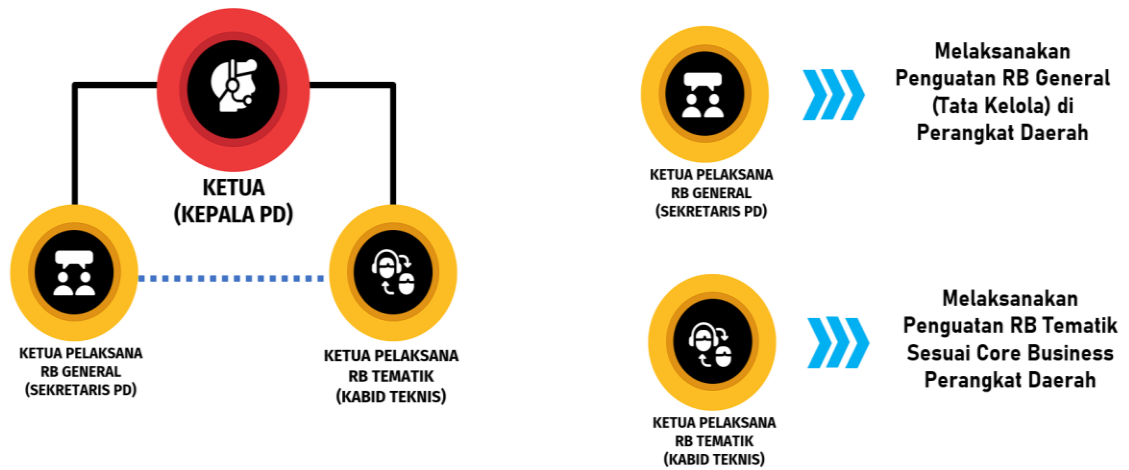 KETUA
(KEPALA PD)
KETUA PELAKSANA
RB GENERAL
(SEKRETARIS PD)
KETUA PELAKSANA
RB TEMATIK
(KABID TEKNIS)
KETUA PELAKSANA
RB GENERAL
(SEKRETARIS PD)
Melaksanakan
Penguatan RB General
(Tata Kelola) di
Perangkat Daerah
KETUA PELAKSANA
RB TEMATIK
(KABID TEKNIS)
Melaksanakan
Penguatan RB Tematik
Sesuai Core Business
Perangkat Daerah